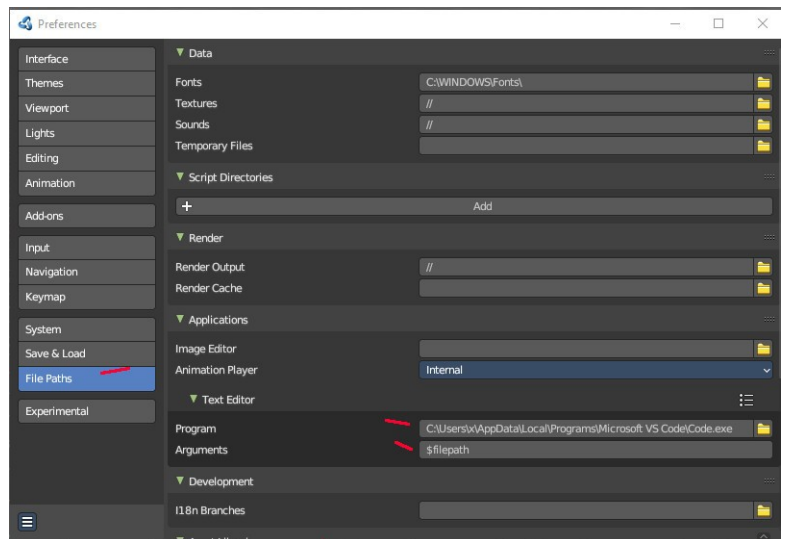 Preferences
Interface
Themes
Viewport
Lights
Editing
Animation
Add-ons
Input
Navigation
Keymap
System
Save & Load
File Paths
Experimental
Data
Fonts C:\WINDOWS\Fonts\
Textures //
Sounds //
Temporary Files
Script Directories
Add
Render
Render Output //
Render Cache
Applications
Image Editor
Animation Player Internal
Text Editor
Program C:\Users\x\AppData\Local\Programs\Microsoft VS Code\Code.exe
Arguments $filepath
Development
I18n Branches